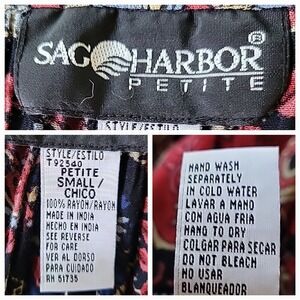 SAG HARBOR®
PETITE
STYLE/ESTILO
STYLE/ESTILO
T92540
PETITE
SMALL/
CHICO
100% RAYON/RAYON
MADE IN INDIA
HECHO EN INDIA
SEE REVERSE
FOR CARE
VER AL DORSO
PARA CUIDADO
RN 51735
HAND WASH
SEPARATELY
IN COLD WATER
LAVAR A MANO
CON AGUA FRIA
HANG TO DRY
COLGAR PARA SECAR
DO NOT BLEACH
NO USAR
BLANQUEADOR